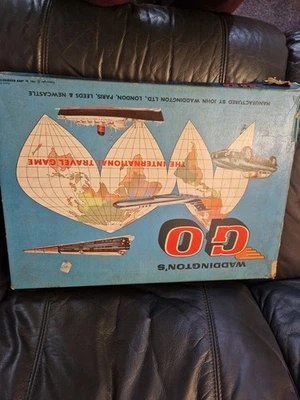 WADDINGTON'S
GO
THE INTERNATIONAL TRAVEL GAME
MANUFACTURED BY JOHN WADDINGTON LTD. LONDON, PARIS, LEEDS & NEWCASTLE